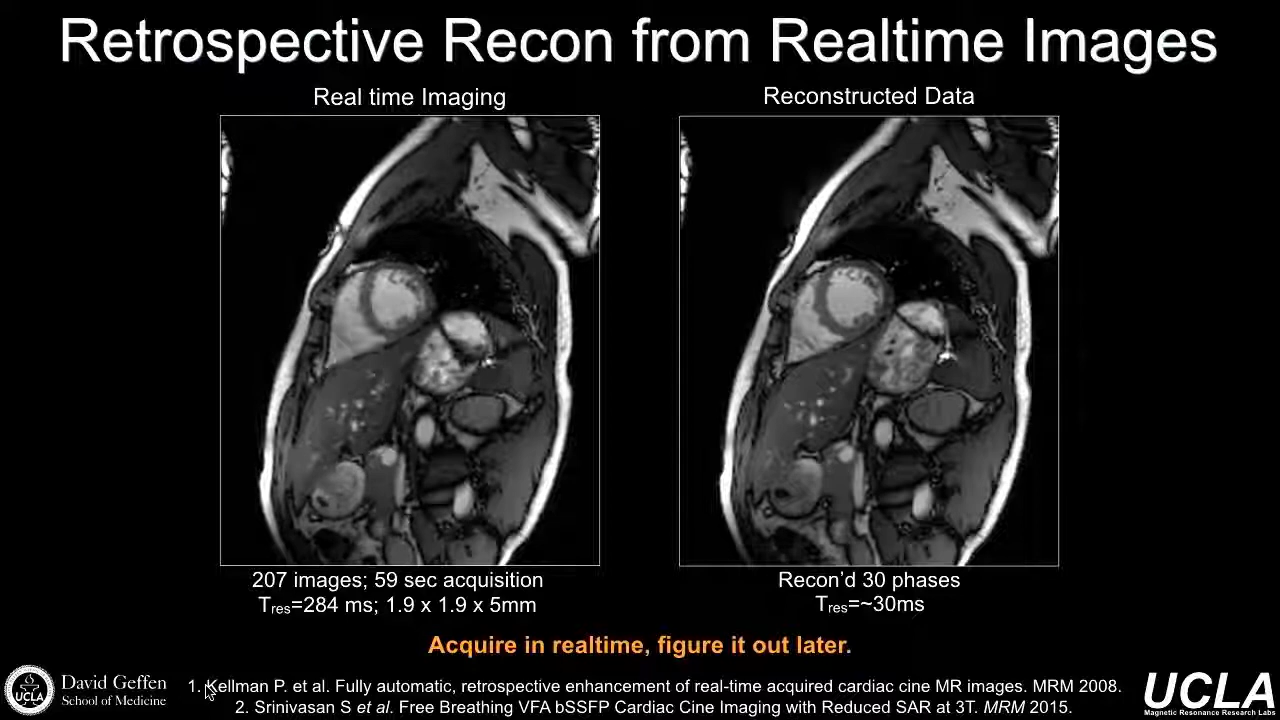 Retrospective Recon from Realtime Images
Real time Imaging
Reconstructed Data
207 images; 59 sec acquisition
Tres=284 ms; 1.9 x 1.9 x 5mm
Recon’d 30 phases
Tres=~30ms
Acquire in realtime, figure it out later.
1. Kellman P. et al. Fully automatic, retrospective enhancement of real-time acquired cardiac cine MR images. MRM 2008.
2. Srinivasan S et al. Free Breathing VFA bSSFP Cardiac Cine Imaging with Reduced SAR at 3T. MRM 2015.
UCLA
David Geffen
School of Medicine
UCLA
Magnetic Resonance Research Labs